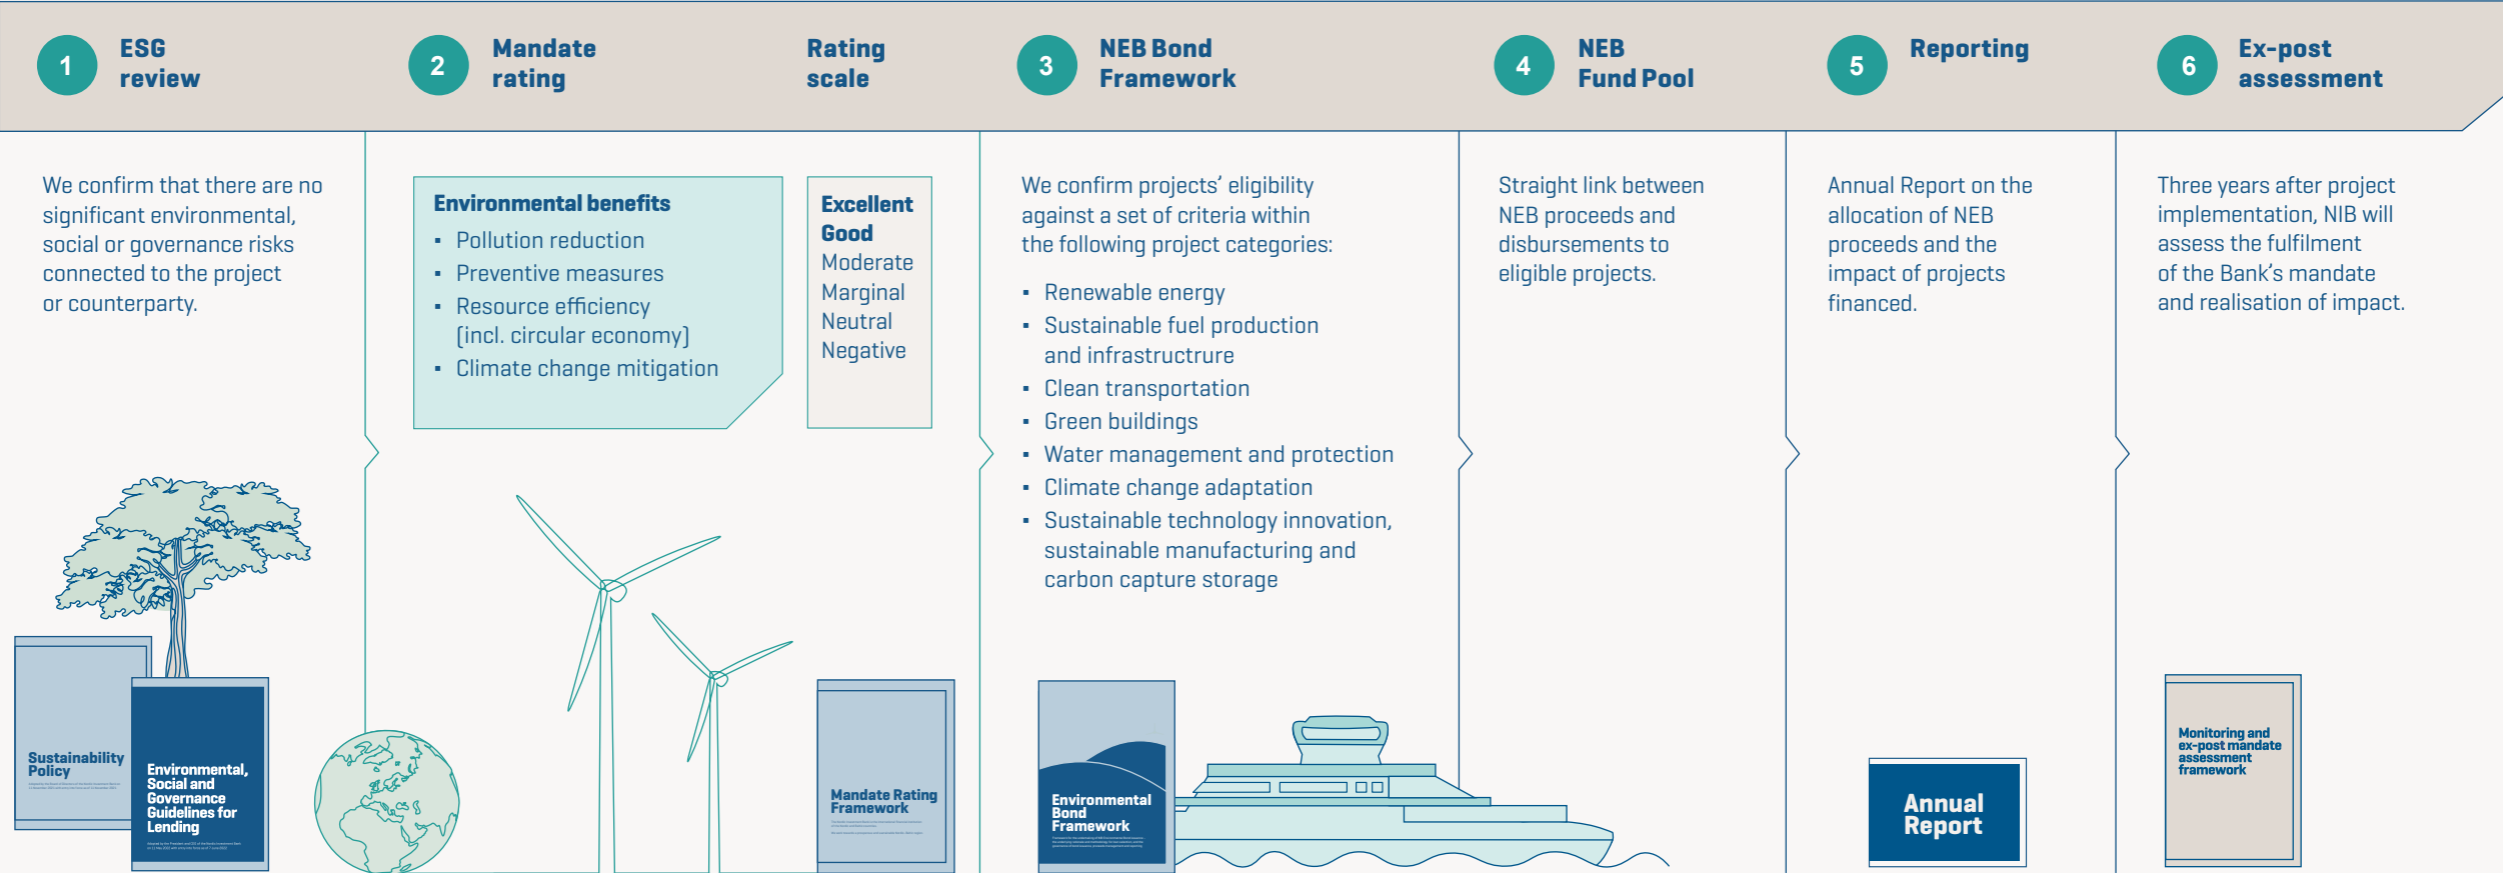 1
ESG
review
2
Mandate
rating
Rating
scale
3
NEB Bond
Framework
4
NEB
Fund Pool
5
Reporting
6
Ex-post
assessment
We confirm that there are no
significant environmental,
social or governance risks
connected to the project
or counterparty.
Environmental benefits
▪ Pollution reduction
▪ Preventive measures
▪ Resource efficiency
(incl. circular economy)
▪ Climate change mitigation
Excellent
Good
Moderate
Marginal
Neutral
Negative
We confirm projects’ eligibility
against a set of criteria within
the following project categories:
▪ Renewable energy
▪ Sustainable fuel production
and infrastructrure
▪ Clean transportation
▪ Green buildings
▪ Water management and protection
▪ Climate change adaptation
▪ Sustainable technology innovation,
sustainable manufacturing and
carbon capture storage
Straight link between
NEB proceeds and
disbursements to
eligible projects.
Annual Report on the
allocation of NEB
proceeds and the
impact of projects
financed.
Three years after project
implementation, NIB will
assess the fulfilment
of the Bank’s mandate
and realisation of impact.
Sustainability
Policy
Environmental,
Social and
Governance
Guidelines for
Lending
Mandate Rating
Framework
Environmental
Bond
Framework
Annual
Report
Monitoring and
ex-post mandate
assessment
framework